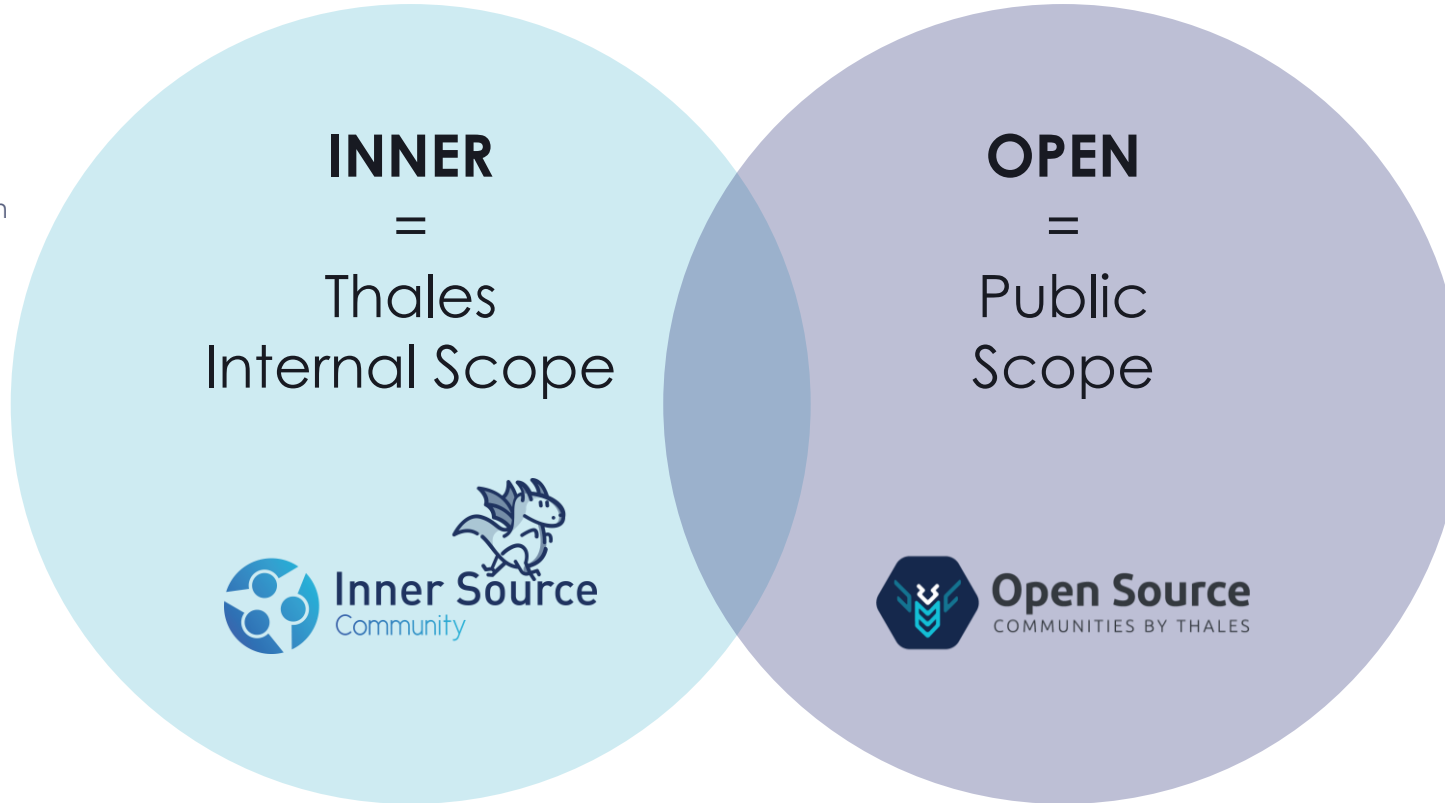 INNER
=
Thales
Internal Scope
Inner Source
Community
OPEN
=
Public
Scope
Open Source
COMMUNITIES BY THALES